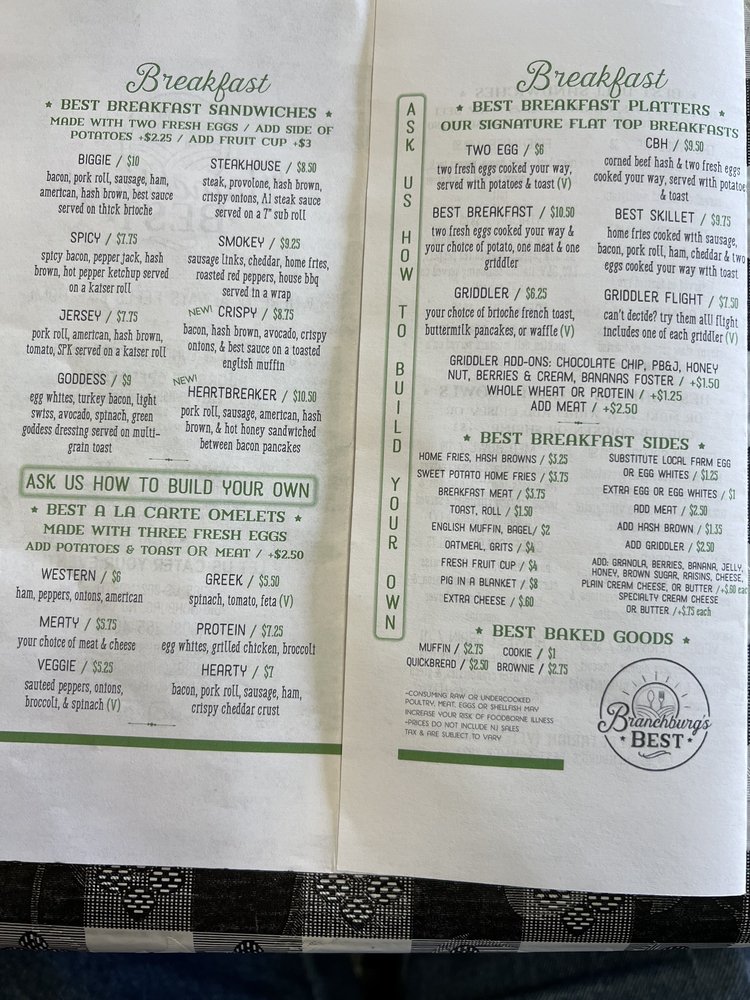 Breakfast
★ BEST BREAKFAST SANDWICHES ★
MADE WITH TWO FRESH EGGS / ADD SIDE OF
POTATOES +$2.25 / ADD FRUIT CUP +$3
BIGGIE / $10
bacon, pork roll, sausage, ham,
american, hash brown, best sauce
served on thick brioche
STEAKHOUSE / $8.50
steak, provolone, hash brown,
crispy onions, A1 steak sauce
served on a 7" sub roll
SPICY / $7.75
spicy bacon, pepper jack, hash
brown, hot pepper ketchup served
on a kaiser roll
SMOKEY / $9.25
sausage links, cheddar, home fries,
roasted red peppers, house bbq
served in a wrap
JERSEY / $7.75
pork roll, american, hash brown,
tomato, SPK served on a kaiser roll
NEW! CRISPY / $8.75
bacon, hash brown, avocado, crispy
onions, & best sauce on a toasted
english muffin
GODDESS / $9
egg whites, turkey bacon, light
swiss, avocado, spinach, green
goddess dressing served on multi-
grain toast
NEW!
HEARTBREAKER / $10.50
pork roll, sausage, american, hash
brown, & hot honey sandwiched
between bacon pancakes
ASK US HOW TO BUILD YOUR OWN
★ BEST A LA CARTE OMELETS ★
MADE WITH THREE FRESH EGGS
ADD POTATOES & TOAST OR MEAT / +$2.50
WESTERN / $6
ham, peppers, onions, american
GREEK / $5.50
spinach, tomato, feta (V)
MEATY / $5.75
your choice of meat & cheese
PROTEIN / $7.25
egg whites, grilled chicken, broccoli
VEGGIE / $5.25
sauteed peppers, onions,
broccoli, & spinach (V)
HEARTY / $7
bacon, pork roll, sausage, ham,
crispy cheddar crust
ASK US HOW TO BUILD YOUR OWN
Breakfast
★ BEST BREAKFAST PLATTERS ★
OUR SIGNATURE FLAT TOP BREAKFASTS
TWO EGG / $6
two fresh eggs cooked your way,
served with potatoes & toast (V)
CBH / $9.50
corned beef hash & two fresh eggs
cooked your way, served with potatoe
& toast
BEST BREAKFAST / $10.50
two fresh eggs cooked your way &
your choice of potato, one meat & one
griddler
BEST SKILLET / $9.75
home fries cooked with sausage,
bacon, pork roll, ham, cheddar & two
eggs cooked your way with toast
GRIDDLER / $6.25
your choice of brioche french toast,
buttermilk pancakes, or waffle (V)
GRIDDLER FLIGHT / $7.50
can't decide? try them all! flight
includes one of each griddler (V)
GRIDDLER ADD-ONS: CHOCOLATE CHIP, PB&J, HONEY
NUT, BERRIES & CREAM, BANANAS FOSTER / +$1.50
WHOLE WHEAT OR PROTEIN / +$1.25
ADD MEAT / +$2.50
★ BEST BREAKFAST SIDES ★
HOME FRIES, HASH BROWNS / $3.25
SWEET POTATO HOME FRIES / $3.75
BREAKFAST MEAT / $3.75
TOAST, ROLL / $1.50
ENGLISH MUFFIN, BAGEL/ $2
OATMEAL, GRITS / $4
FRESH FRUIT CUP / $4
PIG IN A BLANKET / $8
EXTRA CHEESE / $.60
SUBSTITUTE LOCAL FARM EGG
OR EGG WHITES / $1.25
EXTRA EGG OR EGG WHITES / $1
ADD MEAT / $2.50
ADD HASH BROWN / $1.35
ADD GRIDDLER / $2.50
ADD: GRANOLA, BERRIES, BANANA, JELLY,
HONEY, BROWN SUGAR, RAISINS, CHEESE,
PLAIN CREAM CHEESE, OR BUTTER /+$.60 eac
SPECIALTY CREAM CHEESE
OR BUTTER /+$.75 each
★ BEST BAKED GOODS ★
MUFFIN / $2.75
COOKIE / $1
QUICKBREAD / $2.50
BROWNIE / $2.75
~CONSUMING RAW OR UNDERCOOKED
POULTRY, MEAT, EGGS OR SHELLFISH MAY
INCREASE YOUR RISK OF FOODBORNE ILLNESS
~PRICES DO NOT INCLUDE NJ SALES
TAX & ARE SUBJECT TO VARY
Branchburg's
★ BEST ★